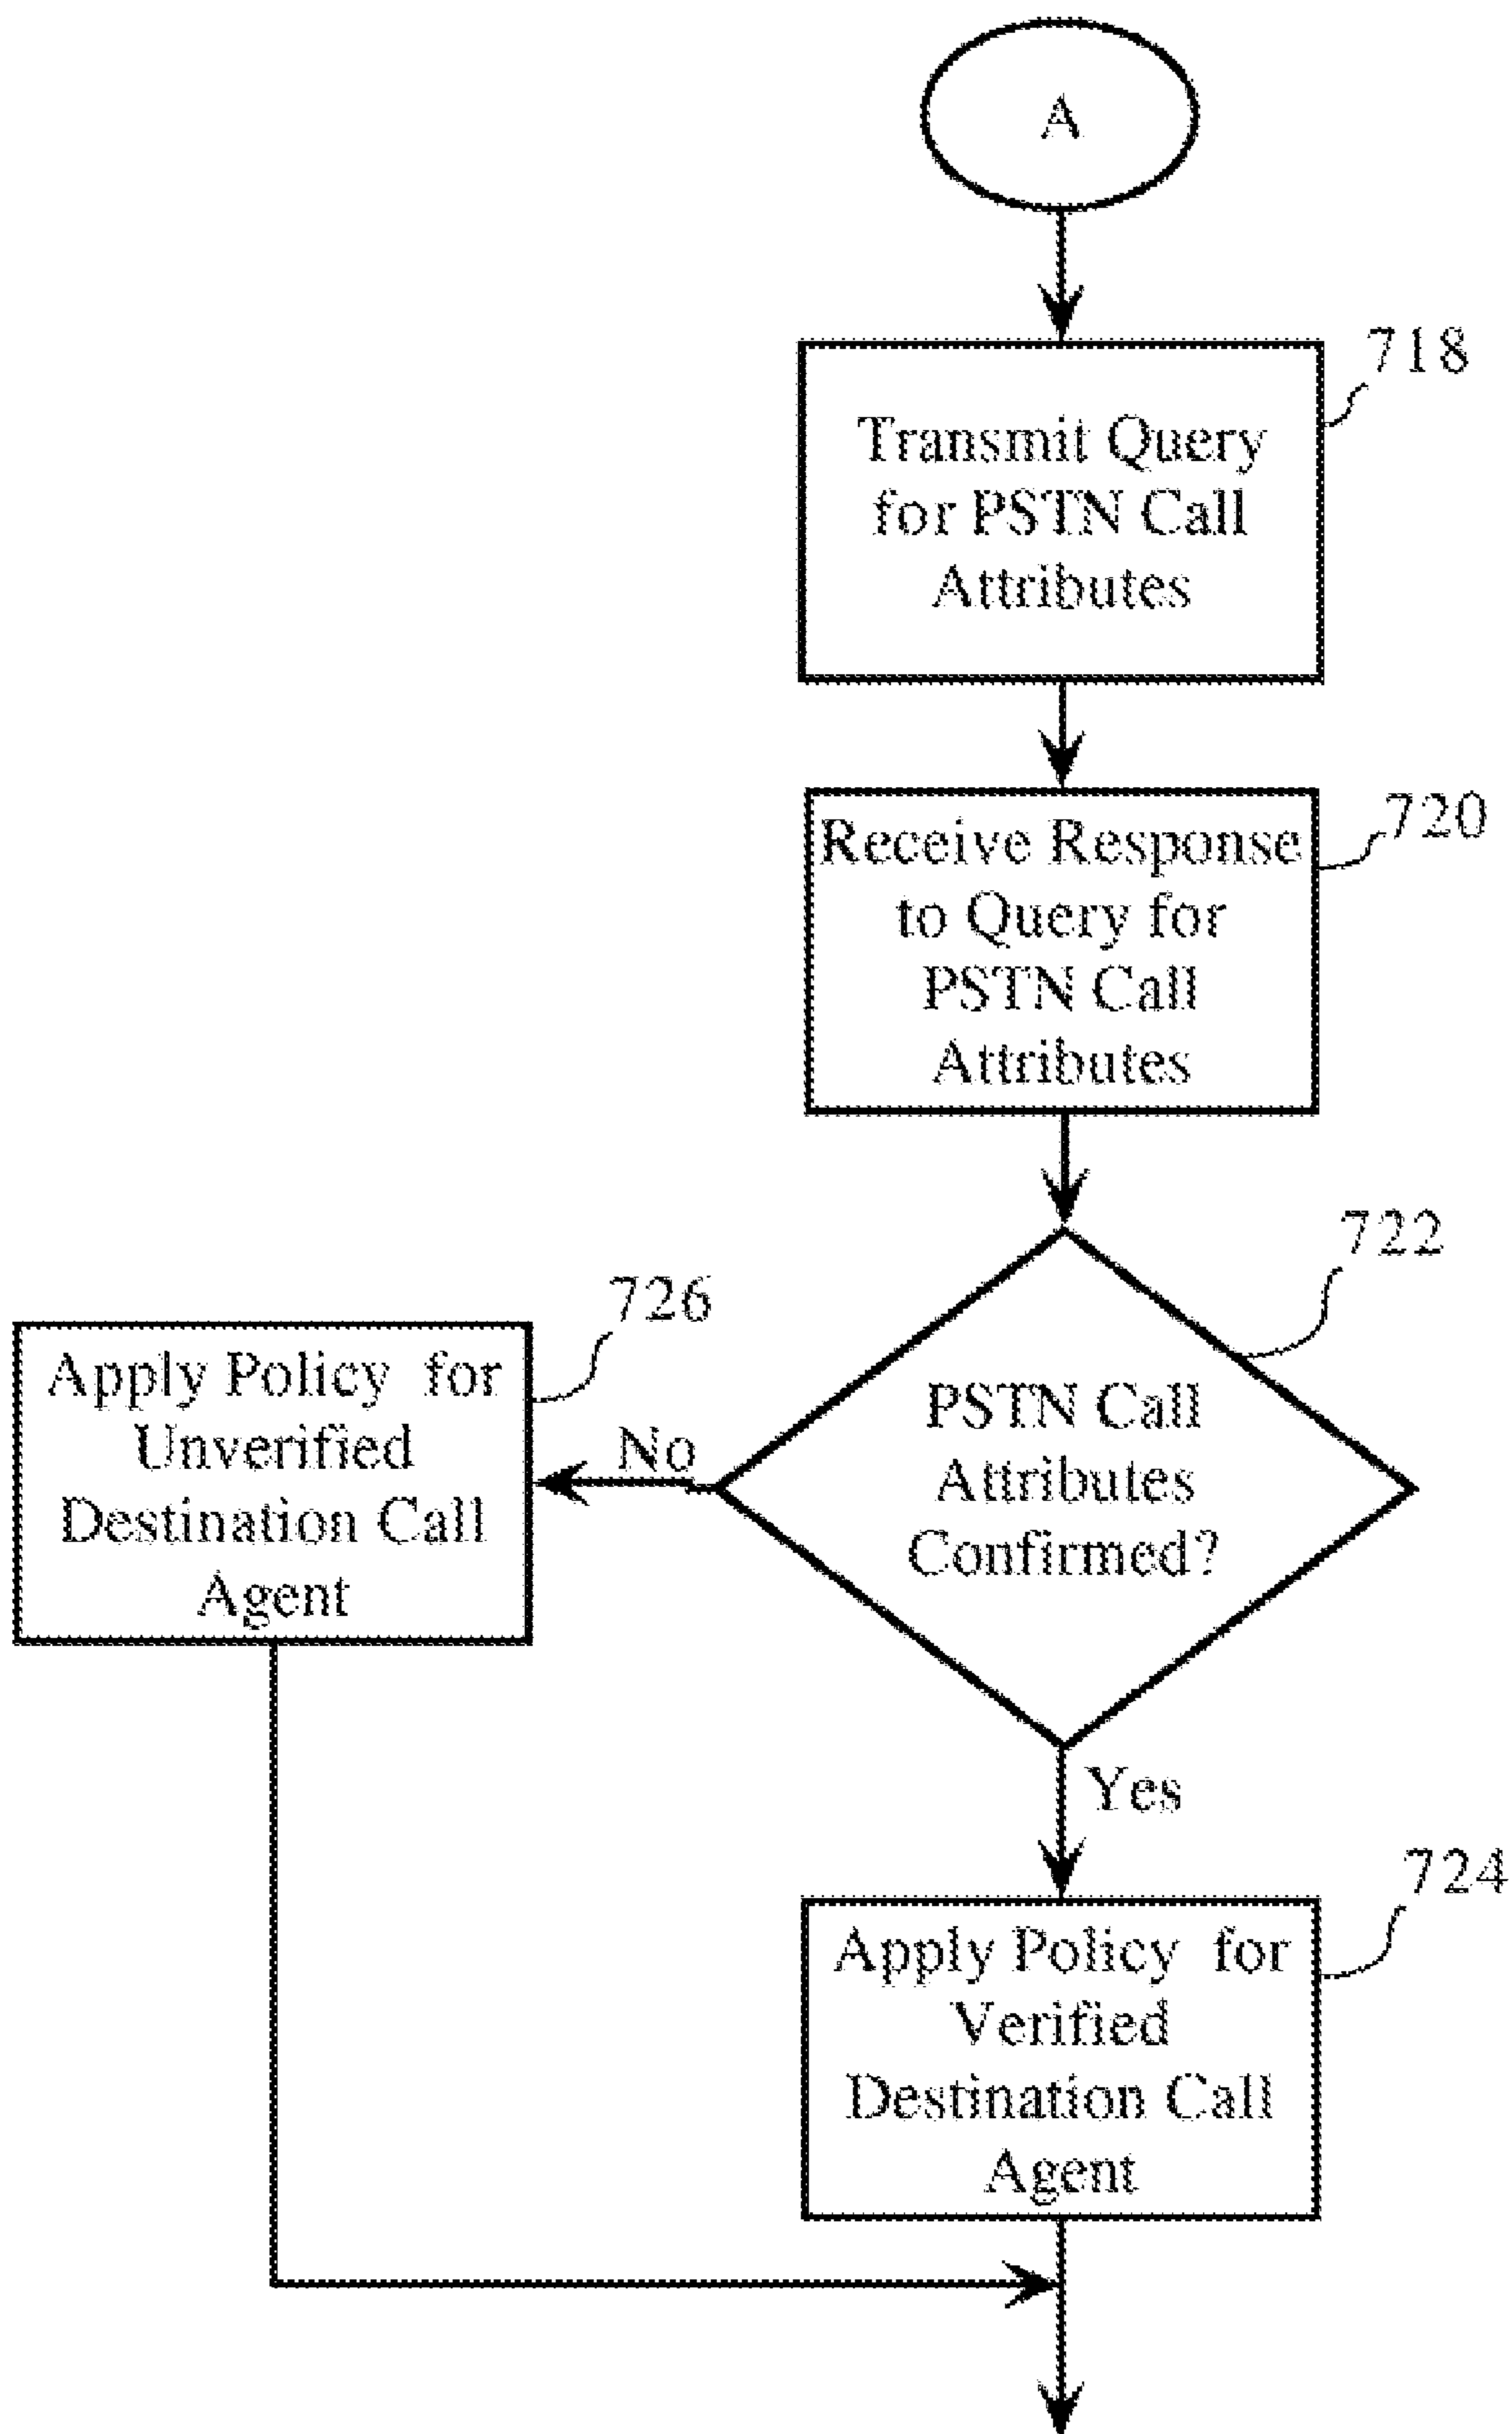 A
718
Transmit Query
for PSTN Call
Attributes
720
Receive Response
to Query for
PSTN Call
Attributes
722
PSTN Call
Attributes
Confirmed?
No
726
Apply Policy for
Unverified
Destination Call
Agent
Yes
724
Apply Policy for
Verified
Destination Call
Agent